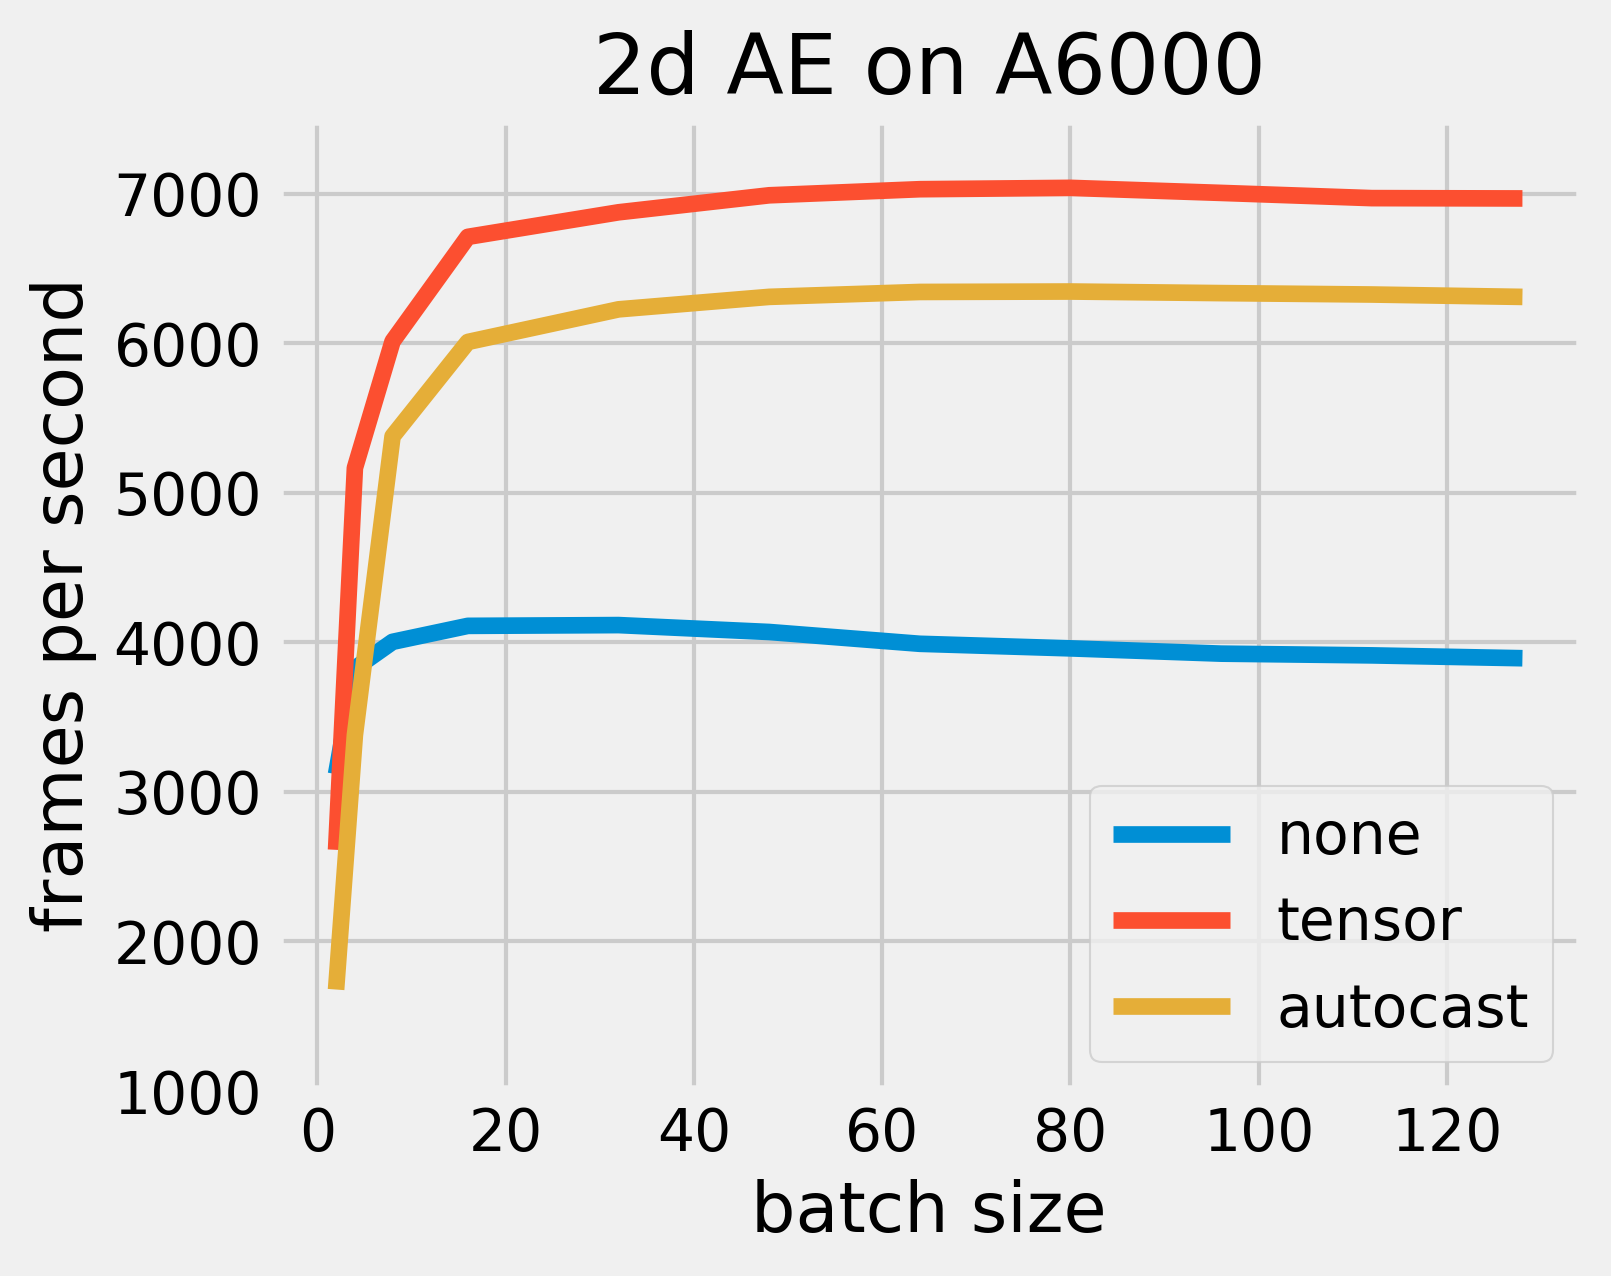 2d AE on A6000
frames per second
7000
6000
5000
4000
3000
2000
1000
none
tensor
autocast
0 20 40 60 80 100 120
batch size